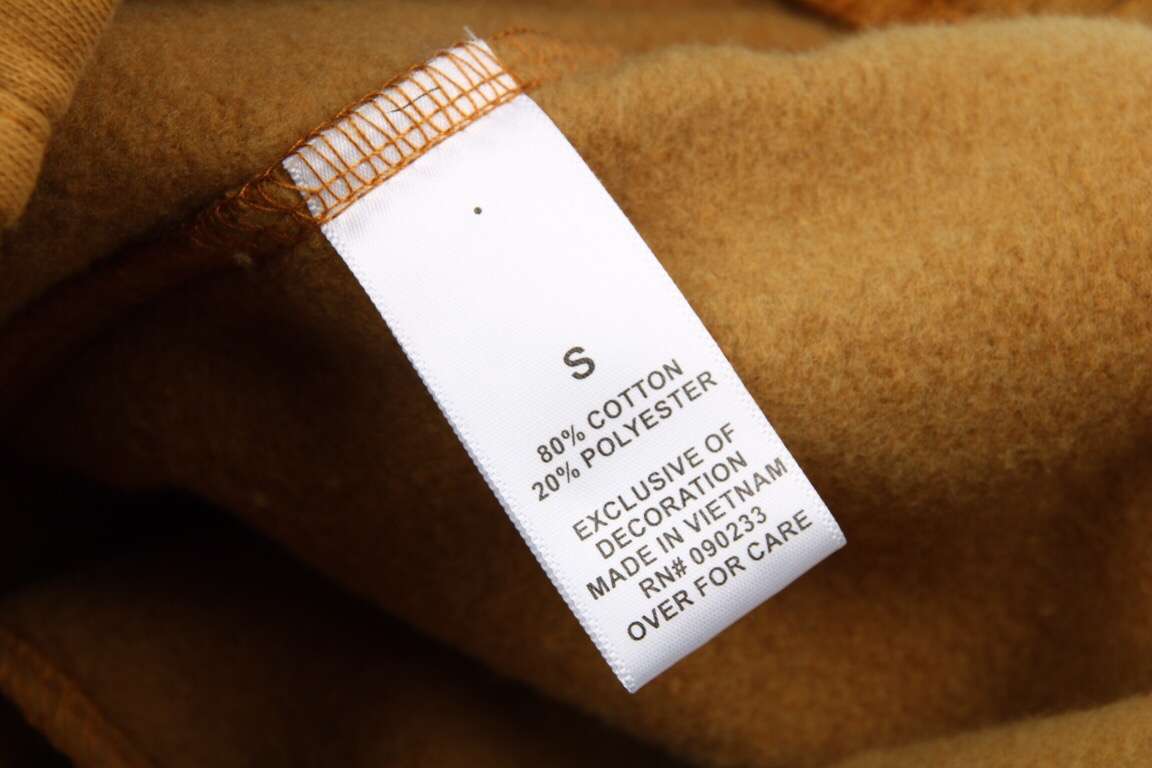 S
80% COTTON
20% POLYESTER
EXCLUSIVE OF
DECORATION
MADE IN VIETNAM
RN# 090233
OVER FOR CARE